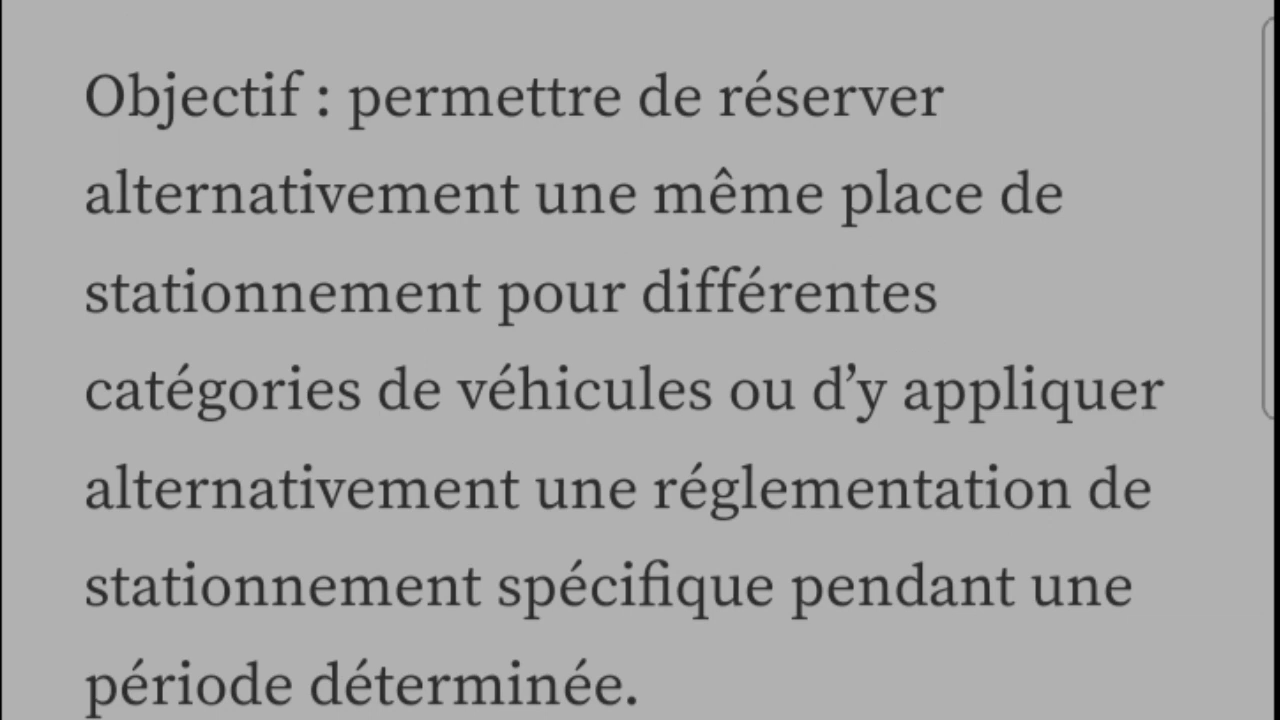 Objectif : permettre de réserver
alternativement une même place de
stationnement pour différentes
catégories de véhicules ou d’y appliquer
alternativement une réglementation de
stationnement spécifique pendant une
période déterminée.